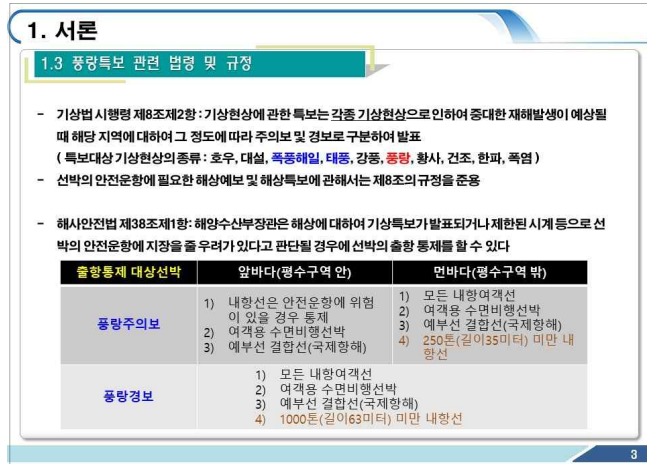 1. 서론
1.3 풍랑특보 관련 법령 및 규정
- 기상법 시행령 제8조제2항 : 기상현상에 관한 특보는 각종 기상현상으로 인하여 중대한 재해발생이 예상될
때 해당 지역에 대하여 그 정도에 따라 주의보 및 경보로 구분하여 발표
( 특보대상 기상현상의 종류 : 호우, 대설, 폭풍해일, 태풍, 강풍, 풍랑, 황사, 건조, 한파, 폭염 )
- 선박의 안전운항에 필요한 해상예보 및 해상특보에 관해서는 제8조의 규정을 준용
- 해사안전법 제38조제1항: 해양수산부장관은 해상에 대하여 기상특보가 발표되거나 제한된 시계 등으로 선
박의 안전운항에 지장을 줄 우려가 있다고 판단될 경우에 선박의 출항 통제를 할 수 있다
출항통제 대상선박 앞바다(평수구역 안) 먼바다(평수구역 밖)
풍랑주의보
1) 내항선은 안전운항에 위험
이 있을 경우 통제
2) 여객용 수면비행선박
3) 예부선 결합선(국제항해)
1) 모든 내항여객선
2) 여객용 수면비행선박
3) 예부선 결합선(국제항해)
4) 250톤(길이35미터) 미만 내
항선
풍랑경보
1) 모든 내항여객선
2) 여객용 수면비행선박
3) 예부선 결합선(국제항해)
4) 1000톤(길이63미터) 미만 내항선
3